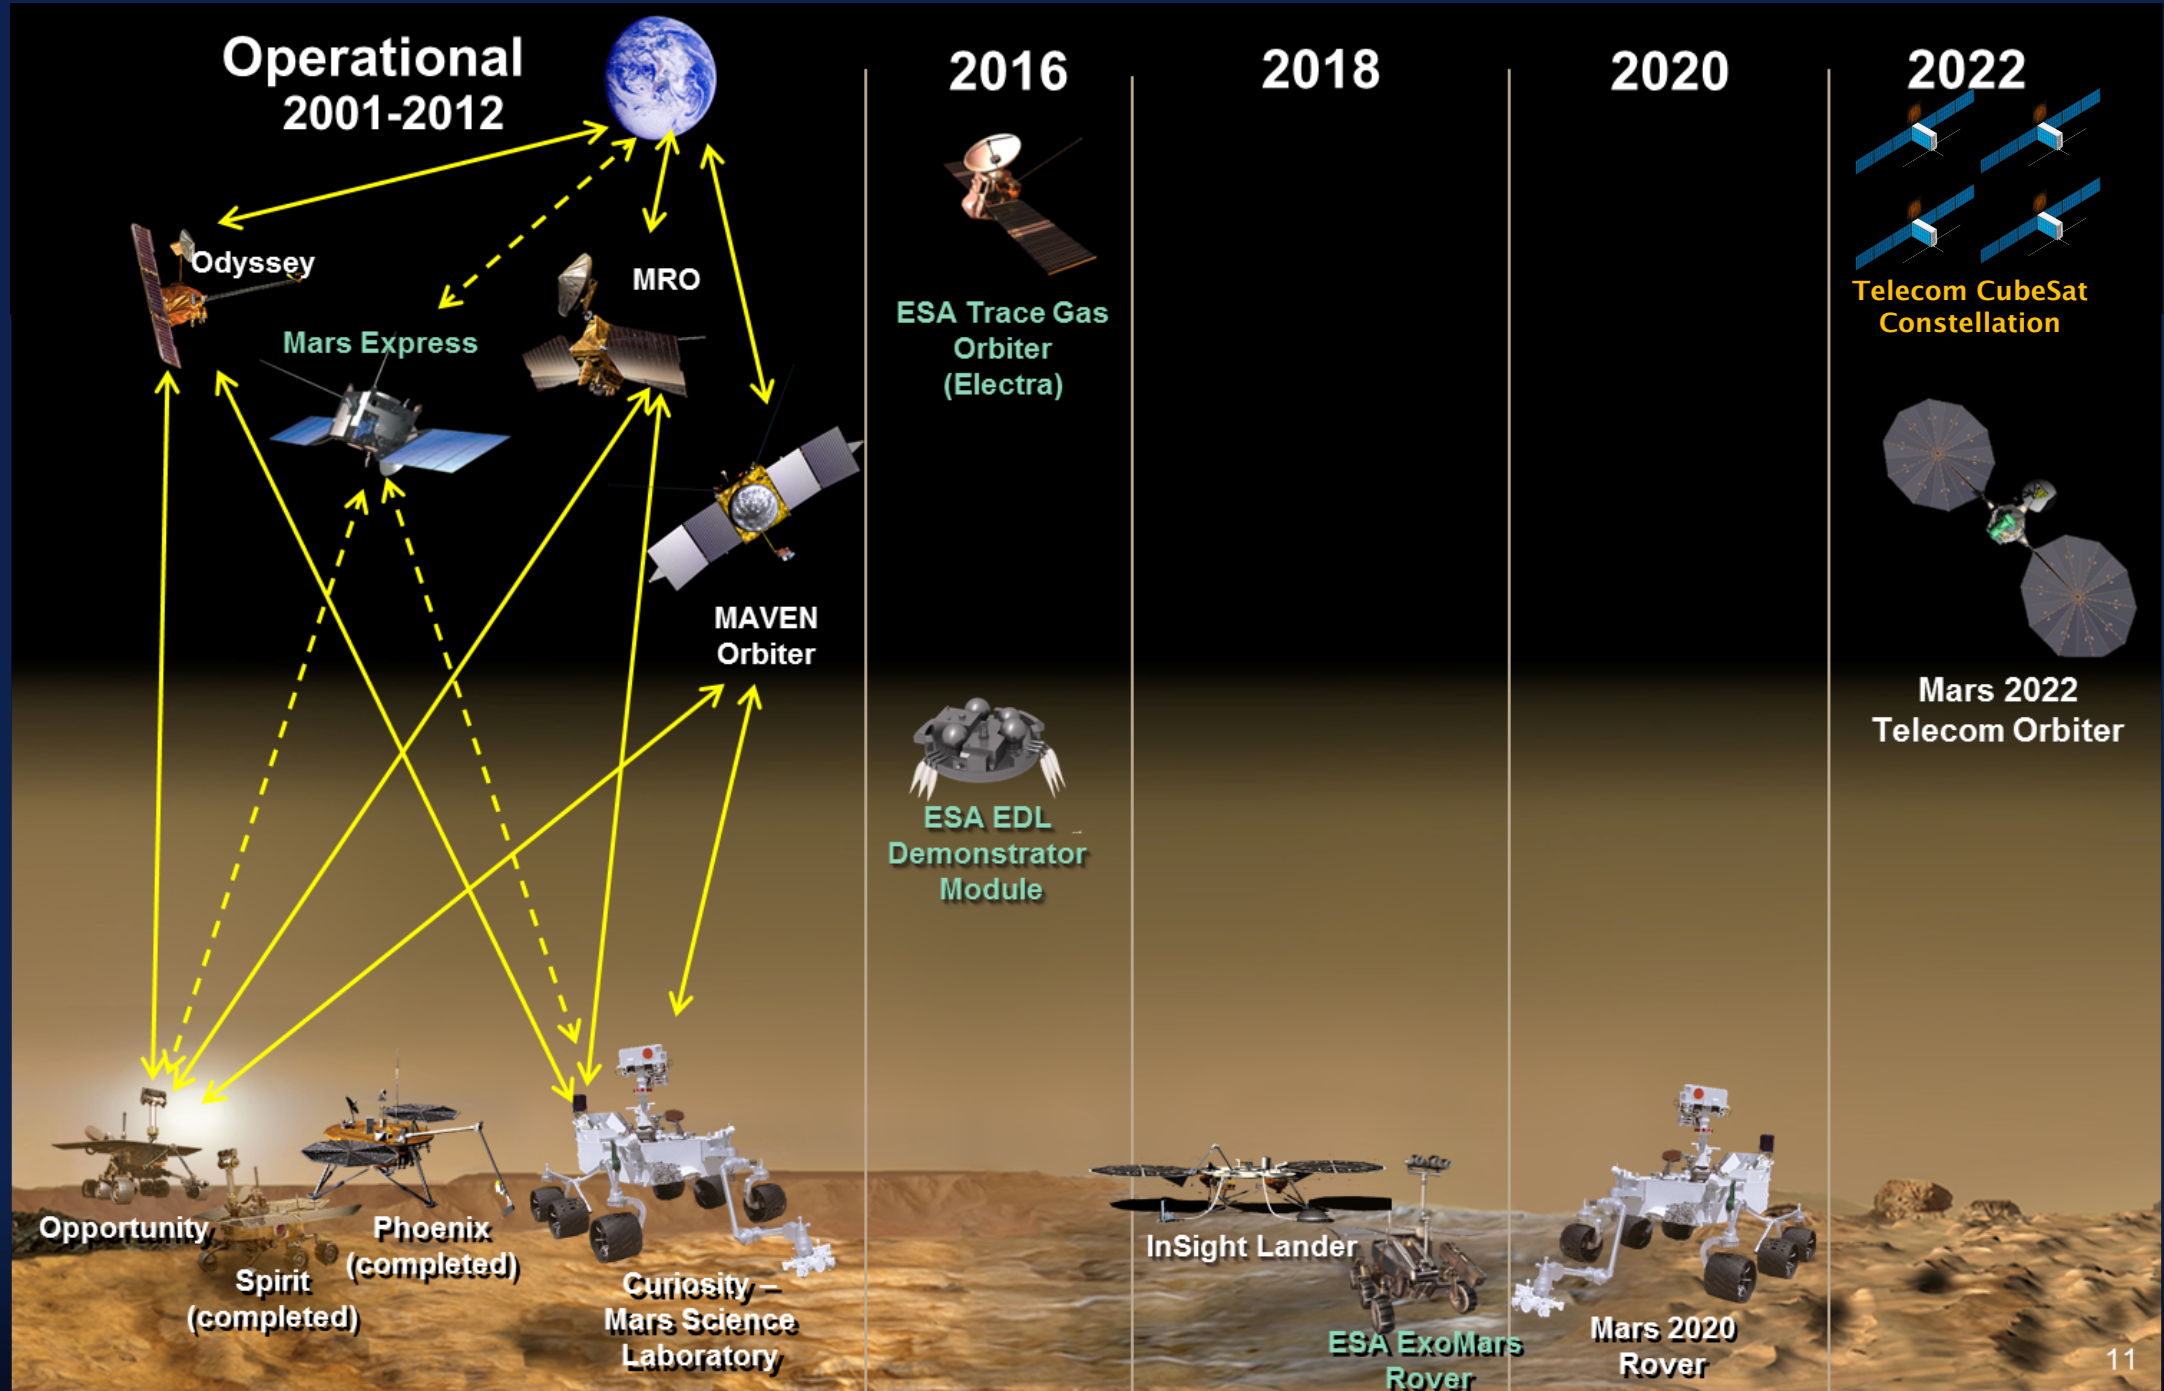 Operational
2001-2012
Odyssey
Mars Express
MRO
MAVEN
Orbiter
Opportunity
Spirit
(completed)
Phoenix
(completed)
Curiosity –
Mars Science
Laboratory
2016
ESA Trace Gas
Orbiter
(Electra)
ESA EDL
Demonstrator
Module
2018
InSight Lander
ESA ExoMars
Rover
2020
Mars 2020
Rover
2022
Telecom CubeSat
Constellation
Mars 2022
Telecom Orbiter
11